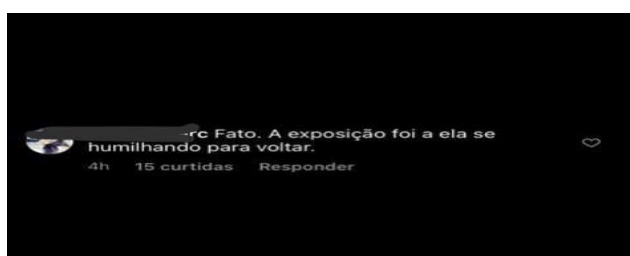 rc Fato. A exposição foi a ela se
humilhando para voltar.
4h 15 curtidas Responder